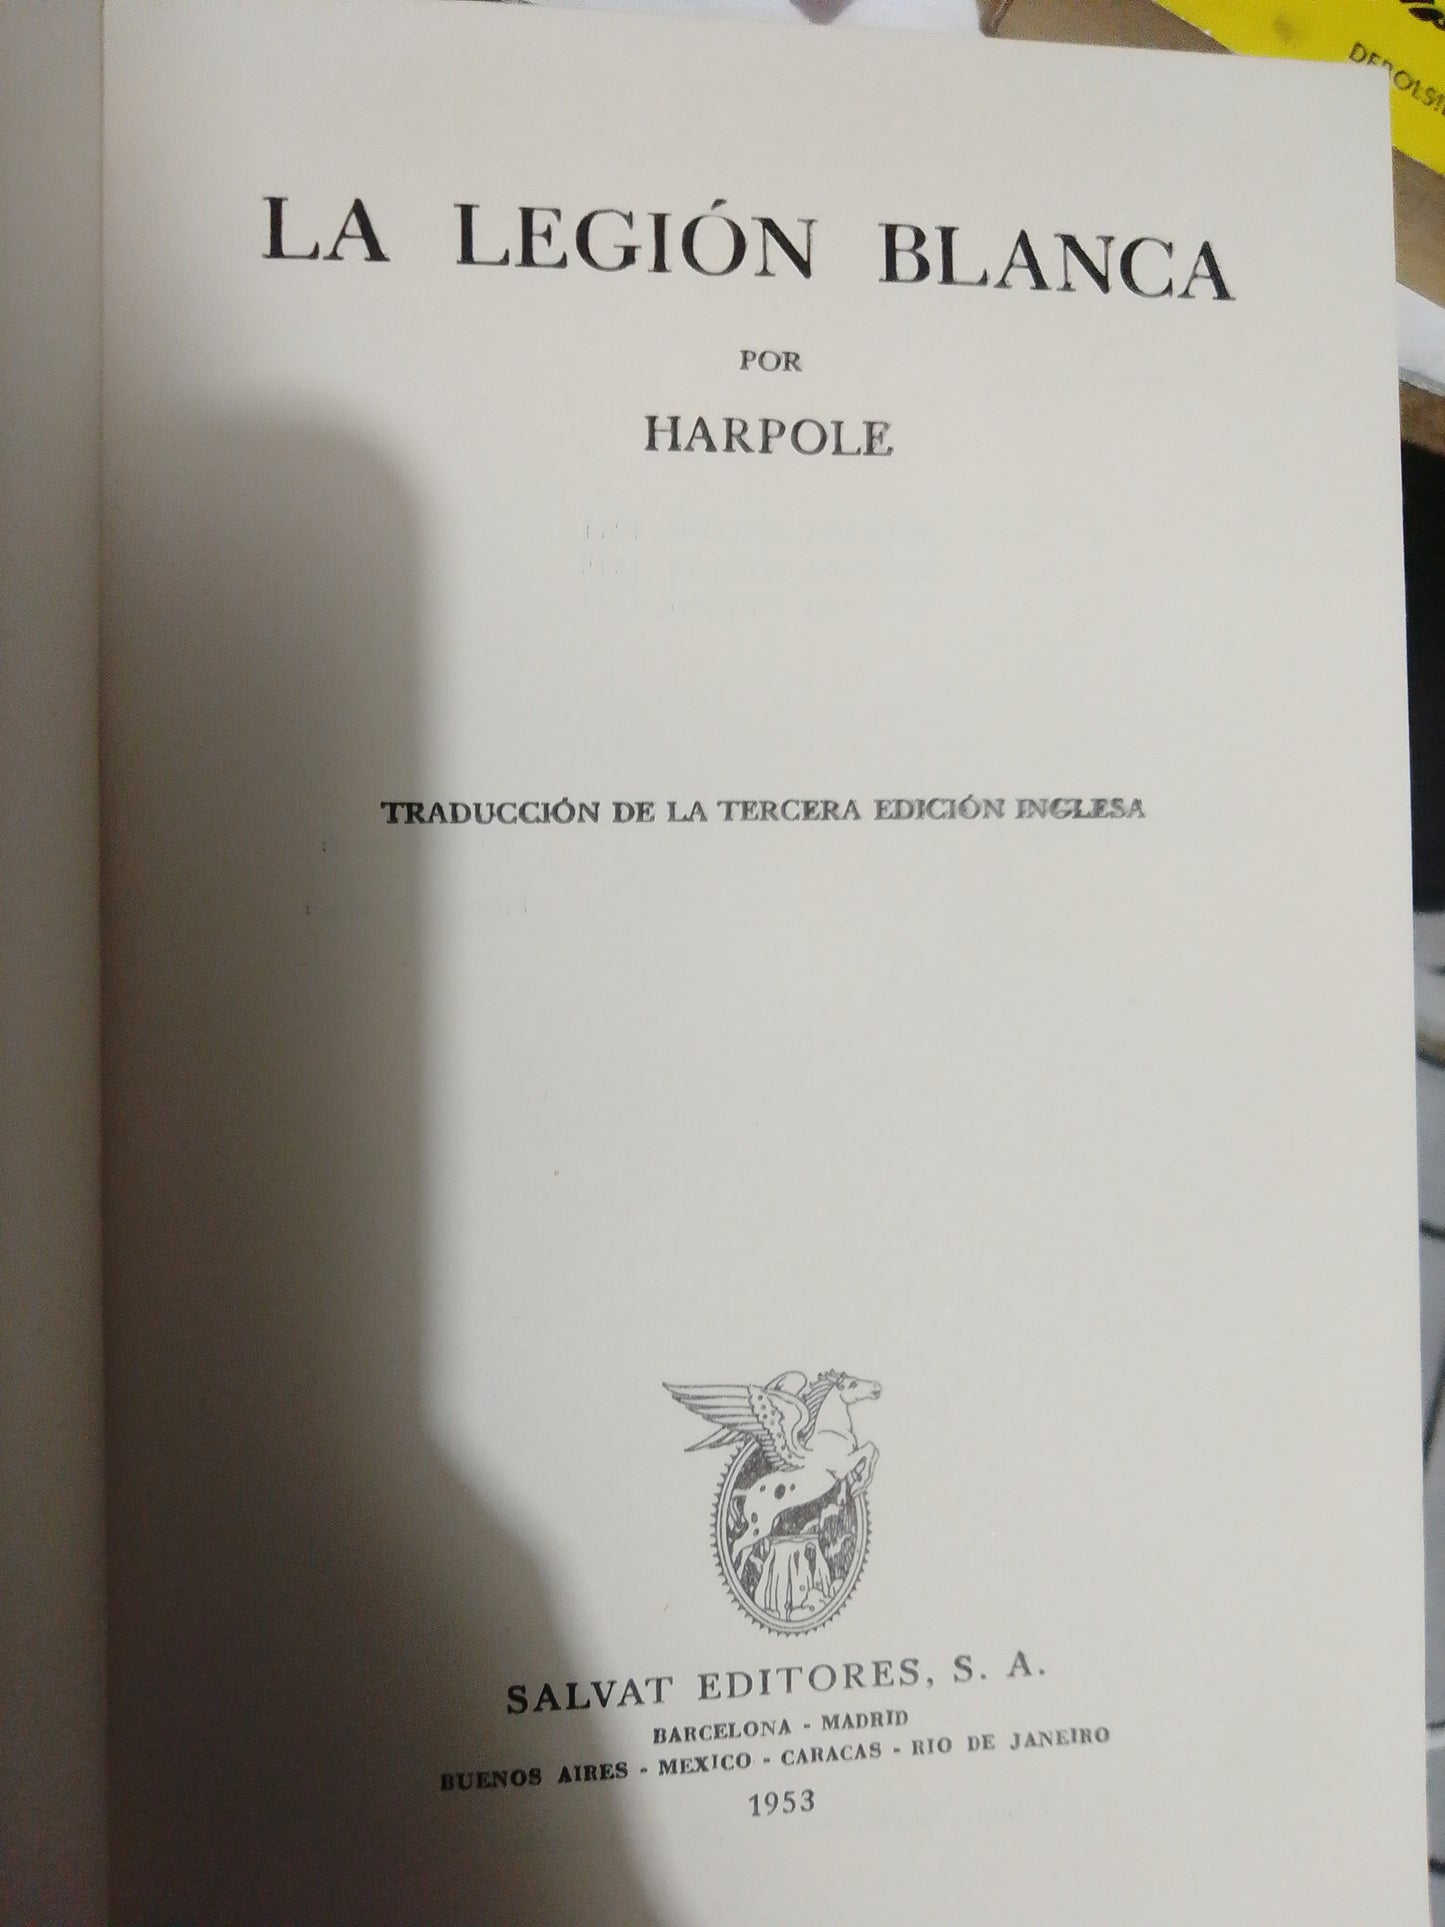 LA LEGIÓN BLANCA
POR
HARPOLE
TRADUCCIÓN DE LA TERCERA EDICIÓN INGLESA
SALVAT EDITORES, S. A.
BARCELONA - MADRID
BUENOS AIRES - MEXICO - CARACAS - RIO DE JANEIRO
1953